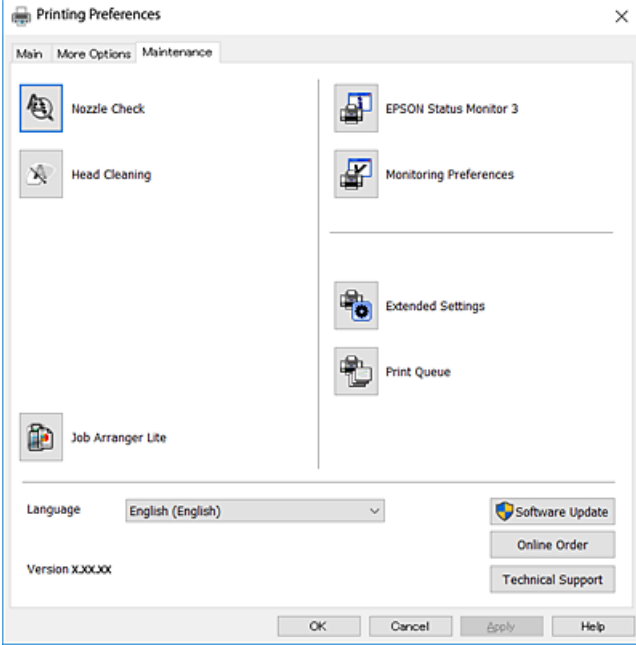 Printing Preferences
Main More Options Maintenance
Nozzle Check
Head Cleaning
Job Arranger Lite
EPSON Status Monitor 3
Monitoring Preferences
Extended Settings
Print Queue
Language English (English)
Version X.XX.XX
Software Update
Online Order
Technical Support
OK Cancel Apply Help